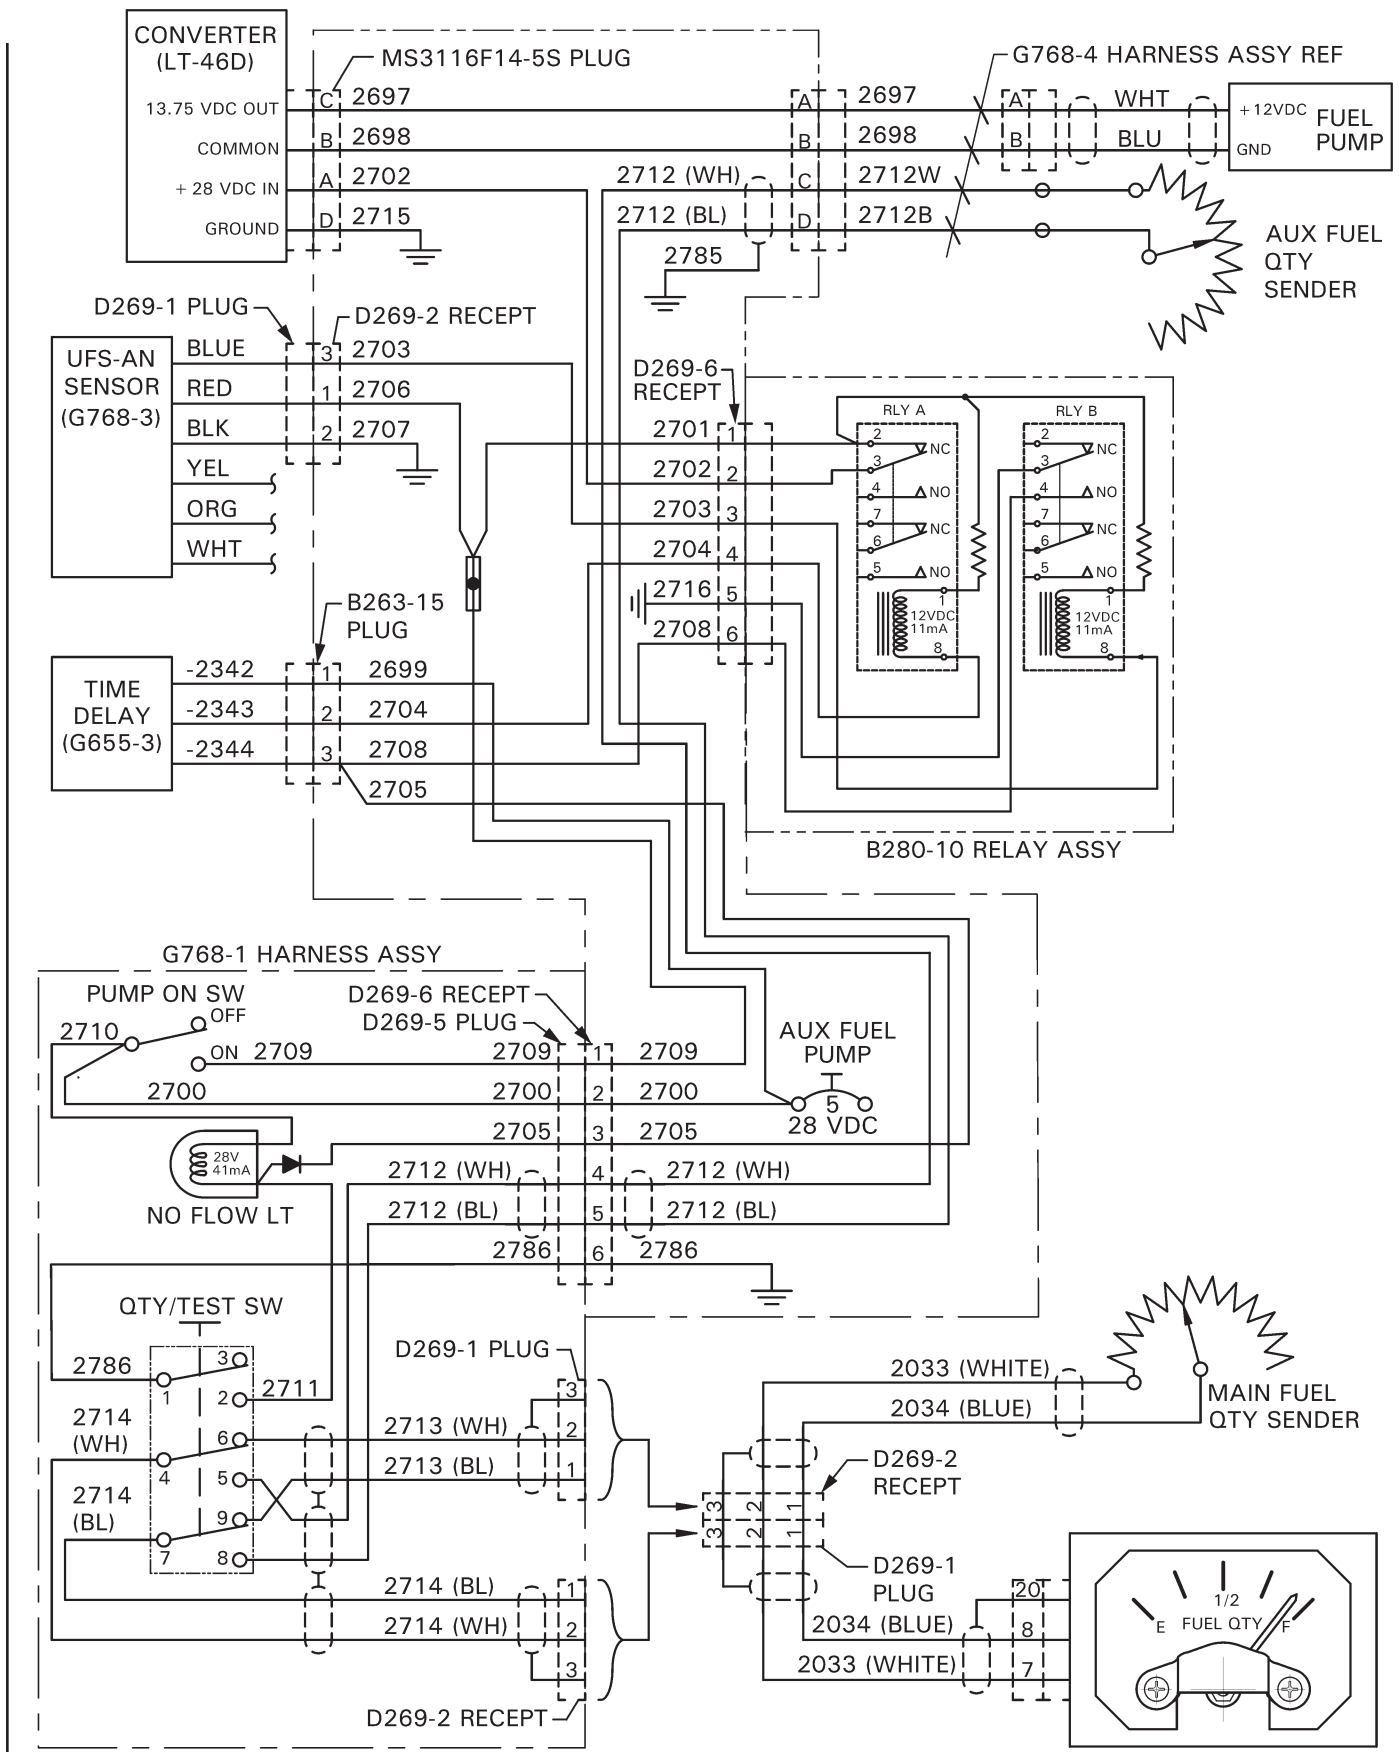 CONVERTER
(LT-46D)
13.75 VDC OUT
COMMON
+ 28 VDC IN
GROUND
MS3116F14-5S PLUG
C 2697
B 2698
A 2702
D 2715
A 2697
B 2698
2712 (WH) C 2712W
2712 (BL) D 2712B
2785
G768-4 HARNESS ASSY REF
A WHT
B BLU
+12VDC
GND
FUEL
PUMP
AUX FUEL
QTY
SENDER
D269-1 PLUG
D269-2 RECEPT
UFS-AN
SENSOR
(G768-3)
BLUE 3 2703
RED 1 2706
BLK 2 2707
YEL
ORG
WHT
D269-6
RECEPT
2701 1
2702 2
2703 3
2704 4
2716 5
2708 6
RLY A
2
NC
3
4
NO
7
NC
6
5
NO
1
12VDC
11mA
8
RLY B
2
NC
3
4
NO
7
NC
6
5
NO
1
12VDC
11mA
8
B280-10 RELAY ASSY
B263-15
PLUG
TIME
DELAY
(G655-3)
-2342 1 2699
-2343 2 2704
-2344 3 2708
2705
G768-1 HARNESS ASSY
PUMP ON SW
OFF
2710
ON 2709
2700
D269-6 RECEPT
D269-5 PLUG
2709 1 2709
2700 2 2700
2705 3 2705
2712 (WH) 4 2712 (WH)
2712 (BL) 5 2712 (BL)
2786 6 2786
AUX FUEL
PUMP
5
28 VDC
28V
41mA
NO FLOW LT
QTY/TEST SW
2786
1
3
2
2711
2714
(WH)
4
6
5
2714
(BL)
7
9
8
D269-1 PLUG
3
2713 (WH) 2
2713 (BL) 1
2714 (BL) 1
2714 (WH) 2
3
D269-2 RECEPT
2033 (WHITE)
2034 (BLUE)
MAIN FUEL
QTY SENDER
D269-2
RECEPT
3 2 1
3 2 1
D269-1
PLUG
20
2034 (BLUE) 8
2033 (WHITE) 7
1/2
E FUEL QTY F